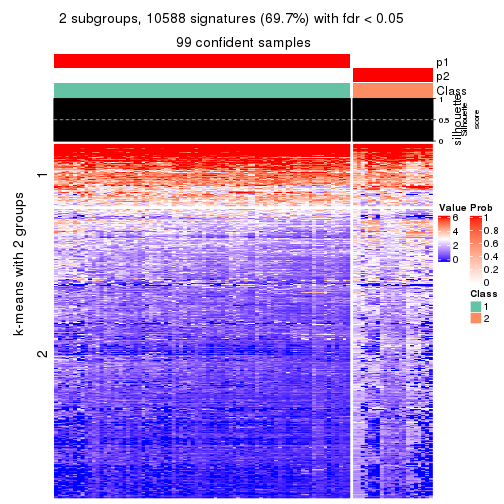 2 subgroups, 10588 signatures (69.7%) with fdr < 0.05
99 confident samples
p1
p2
Class
1
0.5
0
silhouette
Silhouette
score
k-means with 2 groups
1
2
Value
6
4
2
0
Prob
1
0.8
0.6
0.4
0.2
0
Class
1
2